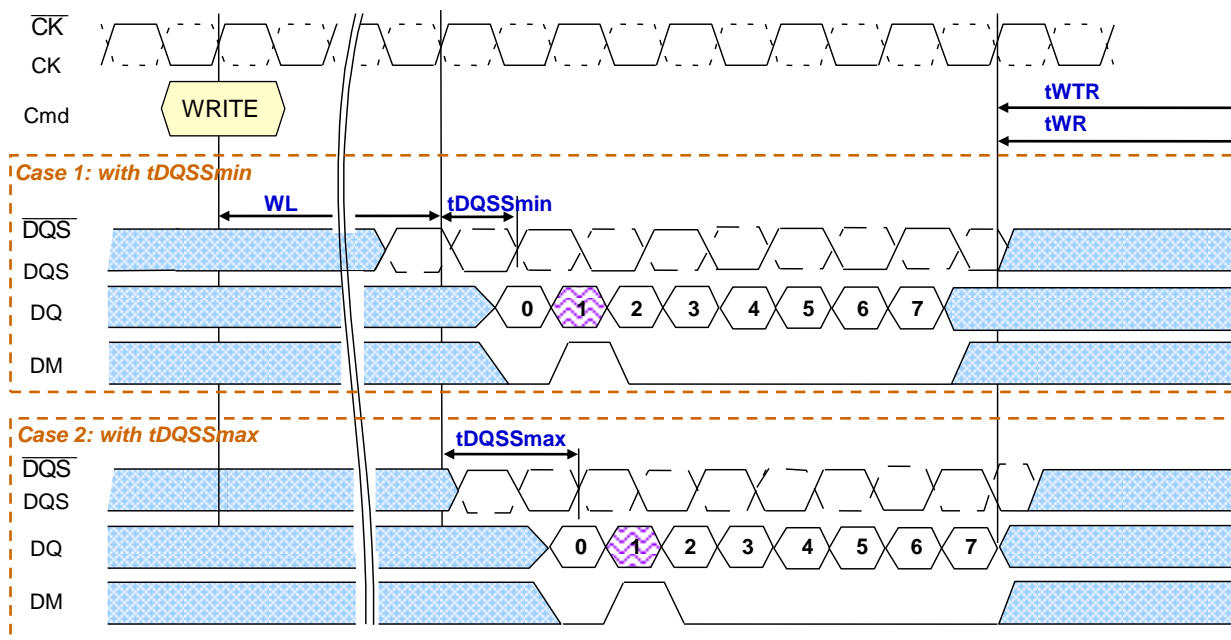 CK
CK
Cmd
WRITE
tWTR
tWR
Case 1: with tDQSSmin
WL
tDQSSmin
DQS
DQS
DQ
0 1 2 3 4 5 6 7
DM
Case 2: with tDQSSmax
tDQSSmax
DQS
DQS
DQ
0 1 2 3 4 5 6 7
DM